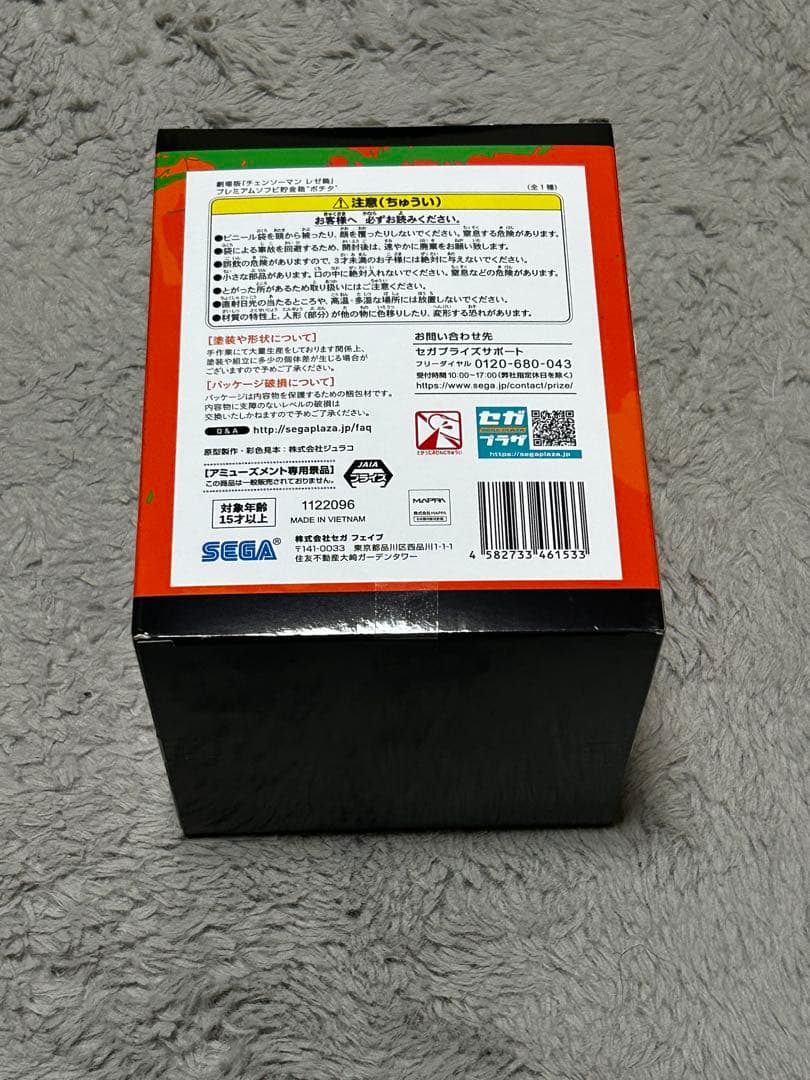 劇場版『チェンソーマン レゼ篇』
プレミアムソフビ貯金箱“ポチタ”
(全1種)
⚠注意(ちゅうい)
お客様へ 必ずお読みください。
●ビニール袋を頭から被ったり、顔を覆ったりしないでください。窒息する危険があります。
●袋による事故を回避するため、開封後は、速やかに廃棄をお願い致します。
●誤飲の危険がありますので、3才未満のお子様には絶対に与えないでください。
●小さな部品があります。口の中に絶対入れないでください。窒息などの危険があります。
●とがった所があるため取り扱いにはご注意ください。
●直射日光の当たるところや、高温・多湿な場所には放置しないでください。
●材質の特性上、人形(部分)が他の物に色移りしたり、変形する恐れがあります。
[塗装や形状について]
手作業にて大量生産をしております関係上、
塗装や組立に多少の個体差が生じる場合が
ございますので予めご了承ください。
[パッケージ破損について]
パッケージは内容物を保護するための梱包材です。
内容物に支障のないレベルの破損は
交換いたしかねますので予めご了承ください。
Q&A http://segaplaza.jp/faq
お問い合わせ先
セガプライズサポート
フリーダイヤル 0120-680-043
受付時間 10:00~17:00(弊社指定休日を除く)
https://www.sega.jp/contact/prize/
セガ
プラザ
https://segaplaza.jp
原型製作・彩色見本:株式会社ジュラコ
[アミューズメント専用景品]
この商品は一般販売されておりません。
JAIA
プライズ
対象年齢
15才以上
1122096
MADE IN VIETNAM
MAPPA
株式会社MAPPA
SEGA®
株式会社セガ フェイブ
〒141-0033 東京都品川区西品川1-1-1
住友不動産大崎ガーデンタワー
4 582733 461533